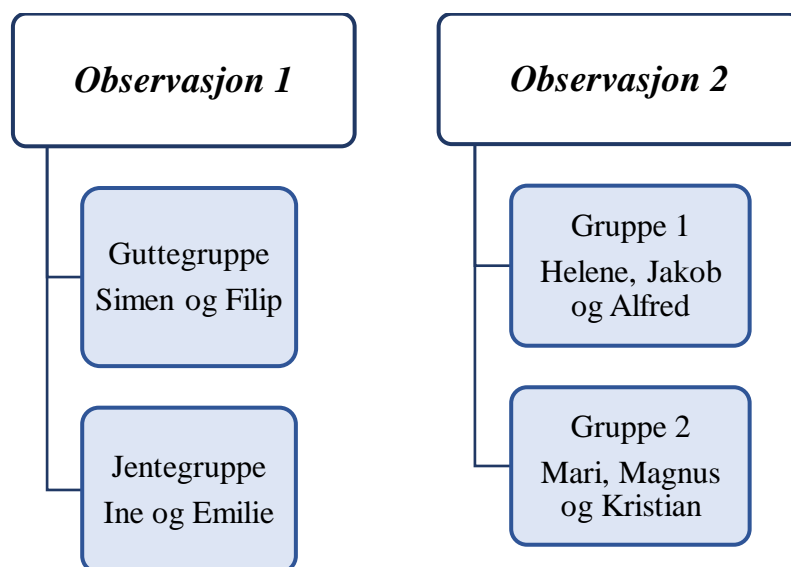 Observasjon 1
Guttegruppe
Simen og Filip
Jentegruppe
Ine og Emilie
Observasjon 2
Gruppe 1
Helene, Jakob
og Alfred
Gruppe 2
Mari, Magnus
og Kristian